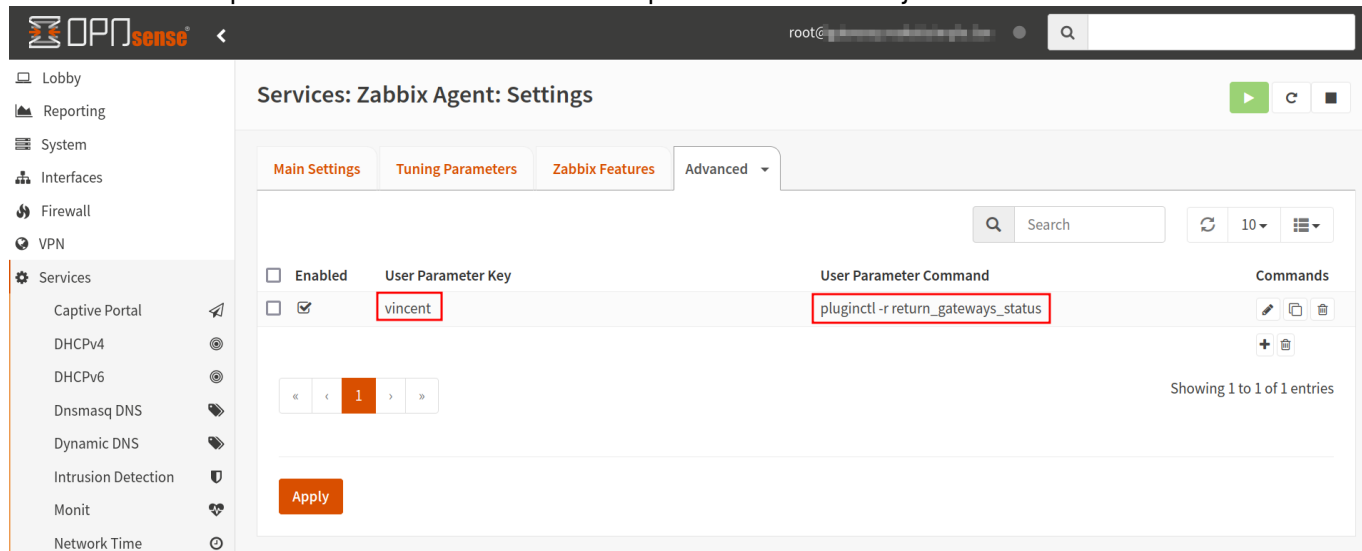 OPNsense
root@
Lobby
Reporting
System
Interfaces
Firewall
VPN
Services
Captive Portal
DHCPv4
DHCPv6
Dnsmasq DNS
Dynamic DNS
Intrusion Detection
Monit
Network Time
Services: Zabbix Agent: Settings
Main Settings Tuning Parameters Zabbix Features Advanced
Search 10
Enabled User Parameter Key User Parameter Command Commands
vincent pluginctl -r return_gateways_status
« ‹ 1 › » Showing 1 to 1 of 1 entries
Apply